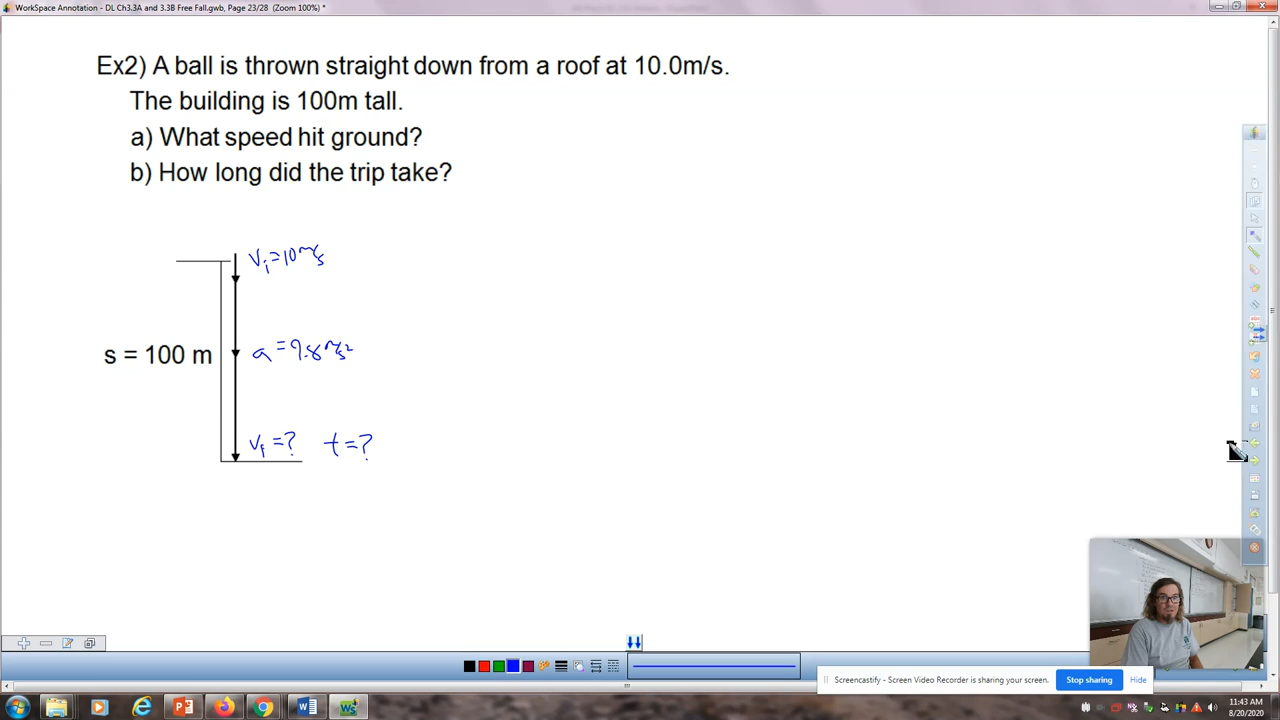 WorkSpace Annotation - DL Ch3.3A and 3.3B Free Fall.gwb, Page 23/28 (Zoom 100%) *
Ex2) A ball is thrown straight down from a roof at 10.0m/s.
The building is 100m tall.
a) What speed hit ground?
b) How long did the trip take?
vi=10m/s
s = 100 m
a=9.8m/s²
vf=? t=?
Screencastify - Screen Video Recorder is sharing your screen.
Stop sharing
Hide
11:43 AM
8/20/2020